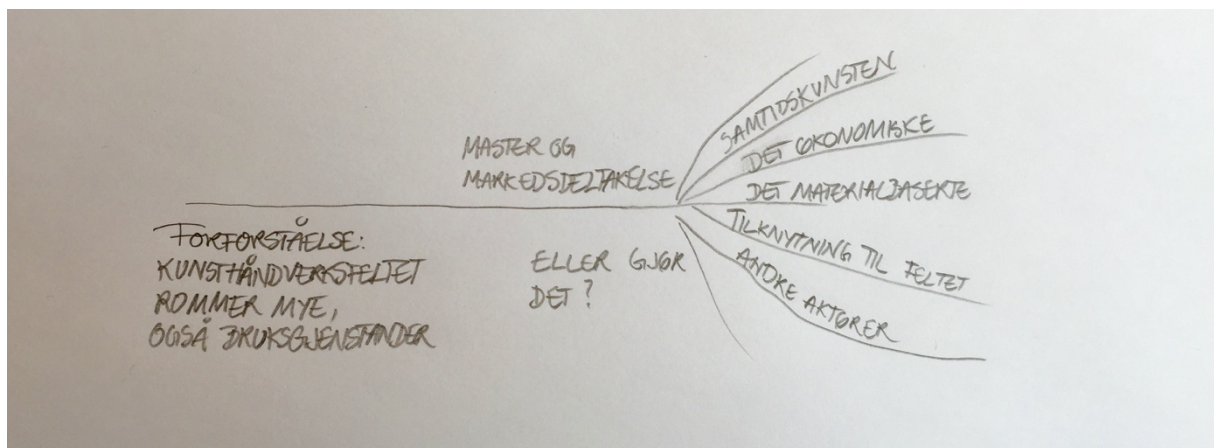 MASTER OG
MARKEDSDELTAKELSE
SAMTIDSKUNSTEN
DET ØKONOMISKE
DET MATERIALBASERTE
TILKNYTNING TIL FELTET
ANDRE AKTØRER
FORFORSTÅELSE:
KUNSTHÅNDVERKSFELTET
ROMMER MYE,
OGSÅ BRUKSGJENSTANDER
ELLER GJØR
DET?